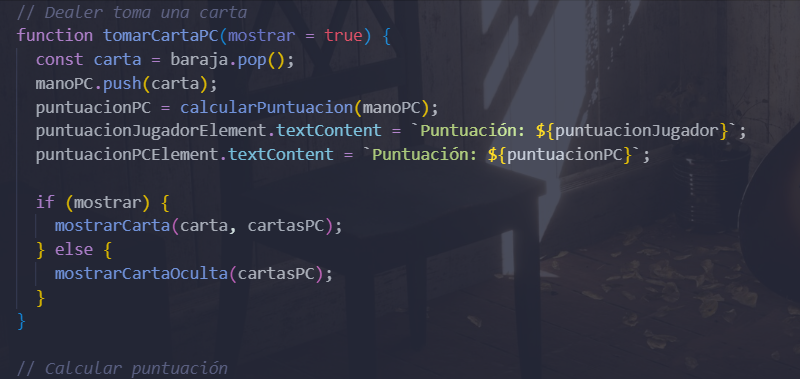 // Dealer toma una carta
function tomarCartaPC(mostrar = true) {
  const carta = baraja.pop();
  manoPC.push(carta);
  puntuacionPC = calcularPuntuacion(manoPC);
  puntuacionJugadorElement.textContent = `Puntuación: ${puntuacionJugador}`;
  puntuacionPCElement.textContent = `Puntuación: ${puntuacionPC}`;

  if (mostrar) {
    mostrarCarta(carta, cartasPC);
  } else {
    mostrarCartaOculta(cartasPC);
  }
}

// Calcular puntuación